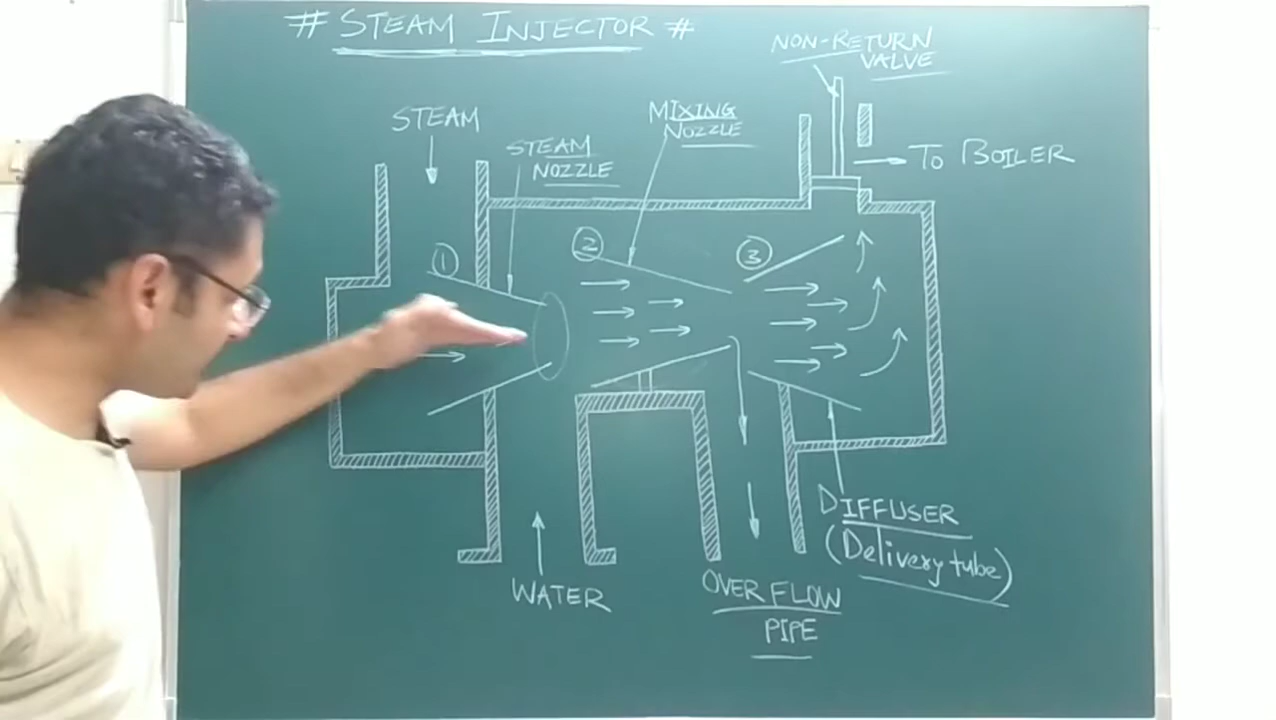 # STEAM INJECTOR #
NON-RETURN
VALVE
STEAM
MIXING
NOZZLE
STEAM
NOZZLE
TO BOILER
1
2
3
DIFFUSER
(Delivery tube)
WATER
OVER FLOW
PIPE